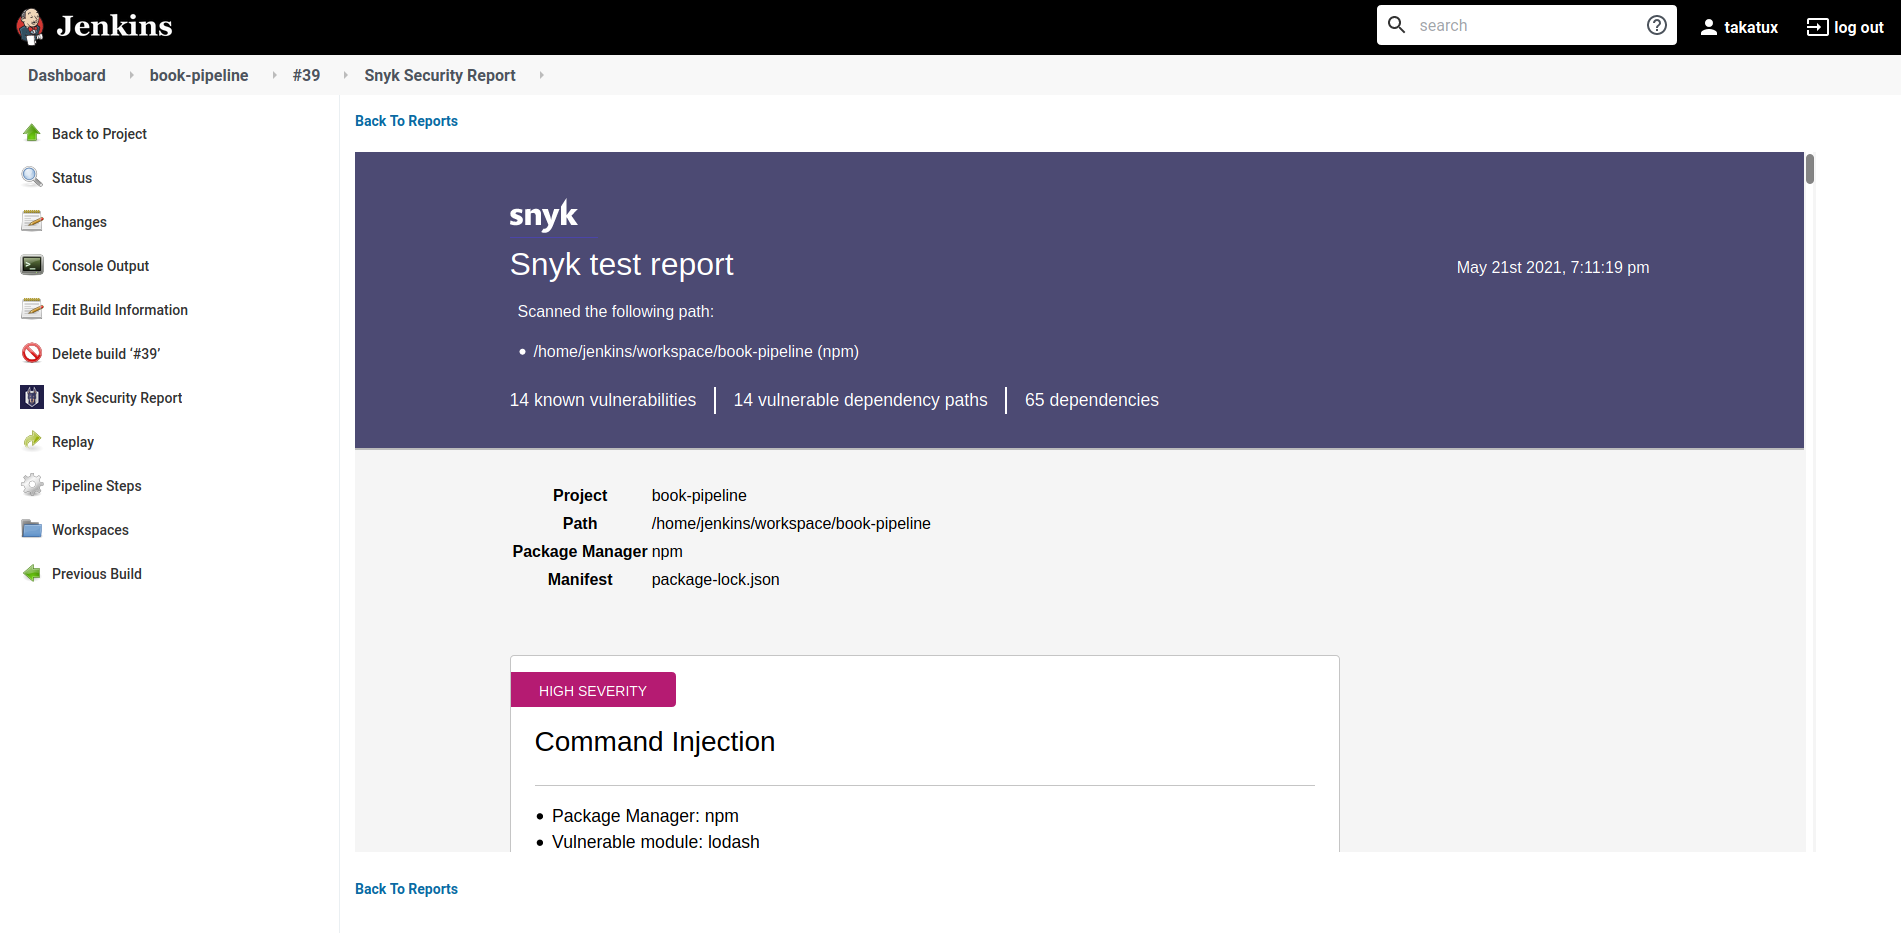 Jenkins
search
takatux
log out
Dashboard
book-pipeline
#39
Snyk Security Report
Back to Project
Status
Changes
Console Output
Edit Build Information
Delete build ‘#39’
Snyk Security Report
Replay
Pipeline Steps
Workspaces
Previous Build
Back To Reports
snyk
Snyk test report
May 21st 2021, 7:11:19 pm
Scanned the following path:
/home/jenkins/workspace/book-pipeline (npm)
14 known vulnerabilities
14 vulnerable dependency paths
65 dependencies
Project book-pipeline
Path /home/jenkins/workspace/book-pipeline
Package Manager npm
Manifest package-lock.json
HIGH SEVERITY
Command Injection
Package Manager: npm
Vulnerable module: lodash
Back To Reports